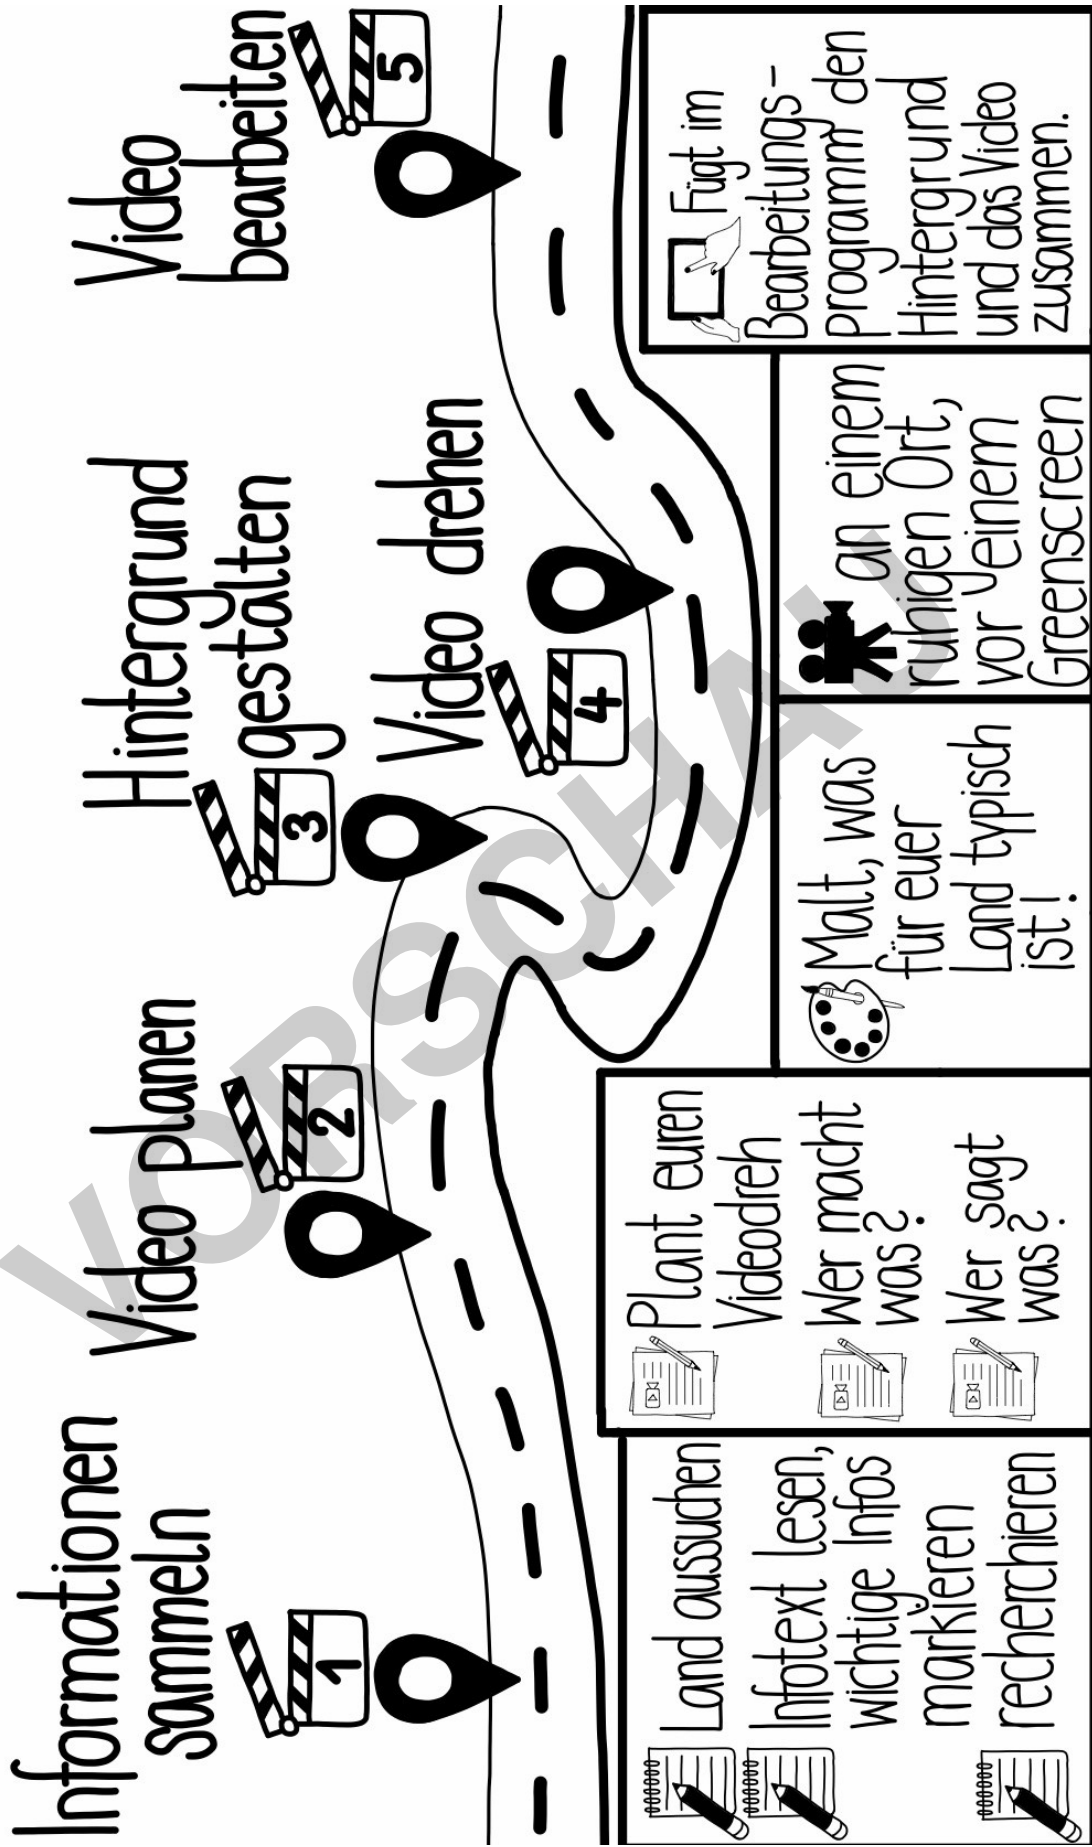 Informationen
sammeln
1
Video planen
2
Hintergrund
gestalten
3
Video drehen
4
Video
bearbeiten
5
Land aussuchen
Infotext lesen,
wichtige Infos
markieren
recherchieren
Plant euren
Videodreh
Wer macht
was?
Wer sagt
was?
Malt, was
für euer
Land typisch
ist!
an einem
ruhigen Ort,
vor einem
Greenscreen
Fügt im
Bearbeitungs-
programm den
Hintergrund
und das Video
zusammen.
VORSCHAU